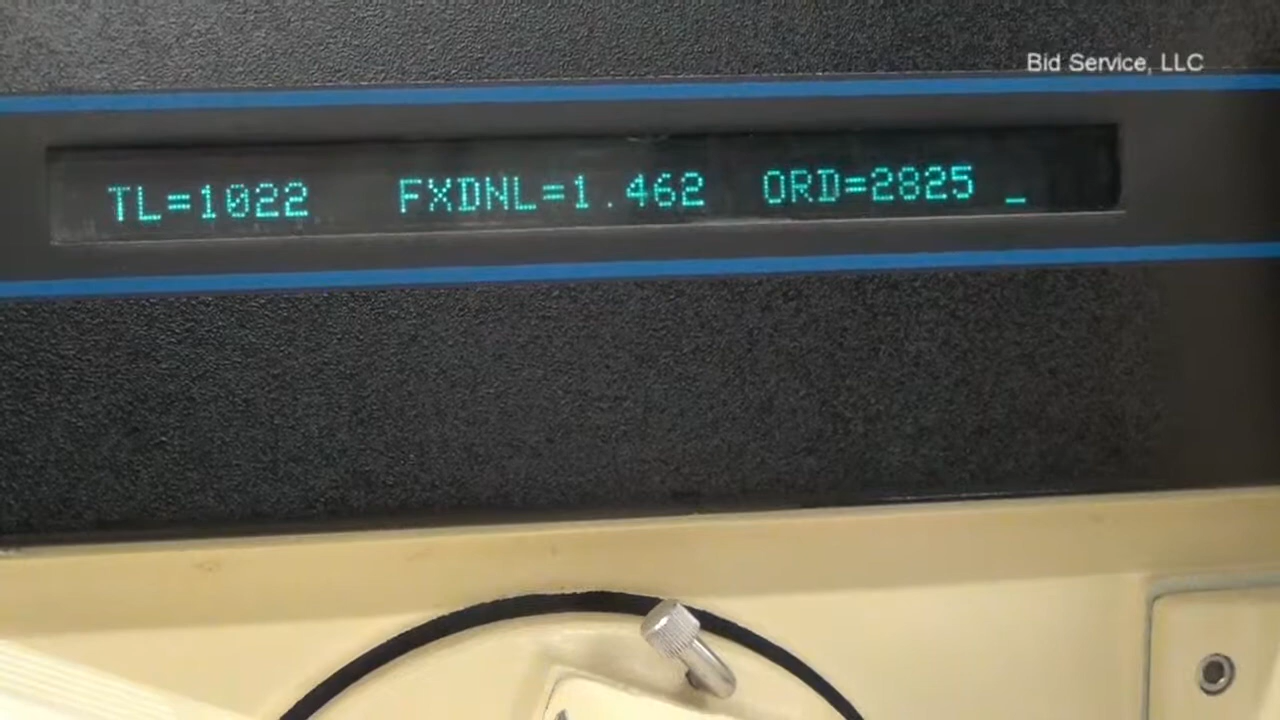 Bid Service, LLC
TL=1022 FXDNL=1.462 ORD=2825 _